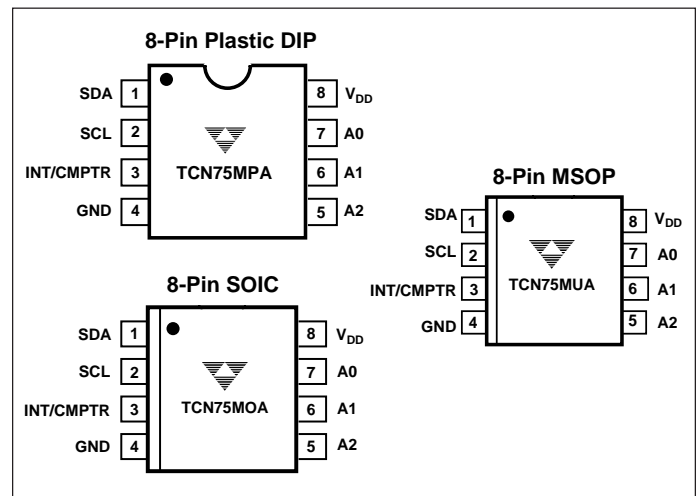 8-Pin Plastic DIP
SDA 1 8 VDD
SCL 2 7 A0
TCN75MPA
INT/CMPTR 3 6 A1
GND 4 5 A2
8-Pin MSOP
SDA 1 8 VDD
SCL 2 7 A0
TCN75MUA
INT/CMPTR 3 6 A1
GND 4 5 A2
8-Pin SOIC
SDA 1 8 VDD
SCL 2 7 A0
TCN75MOA
INT/CMPTR 3 6 A1
GND 4 5 A2